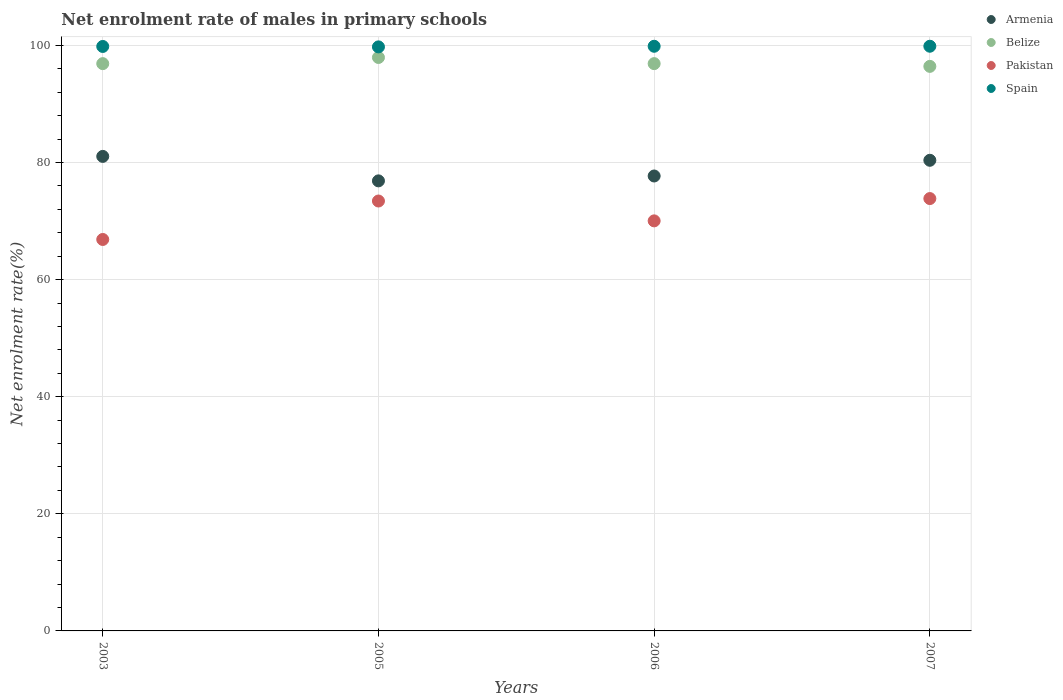 Net enrolment rate of males in primary schools
Armenia
Belize
Pakistan
Spain
Net enrolment rate(%)
100
80
60
40
20
0
2003
2005
2006
2007
Years